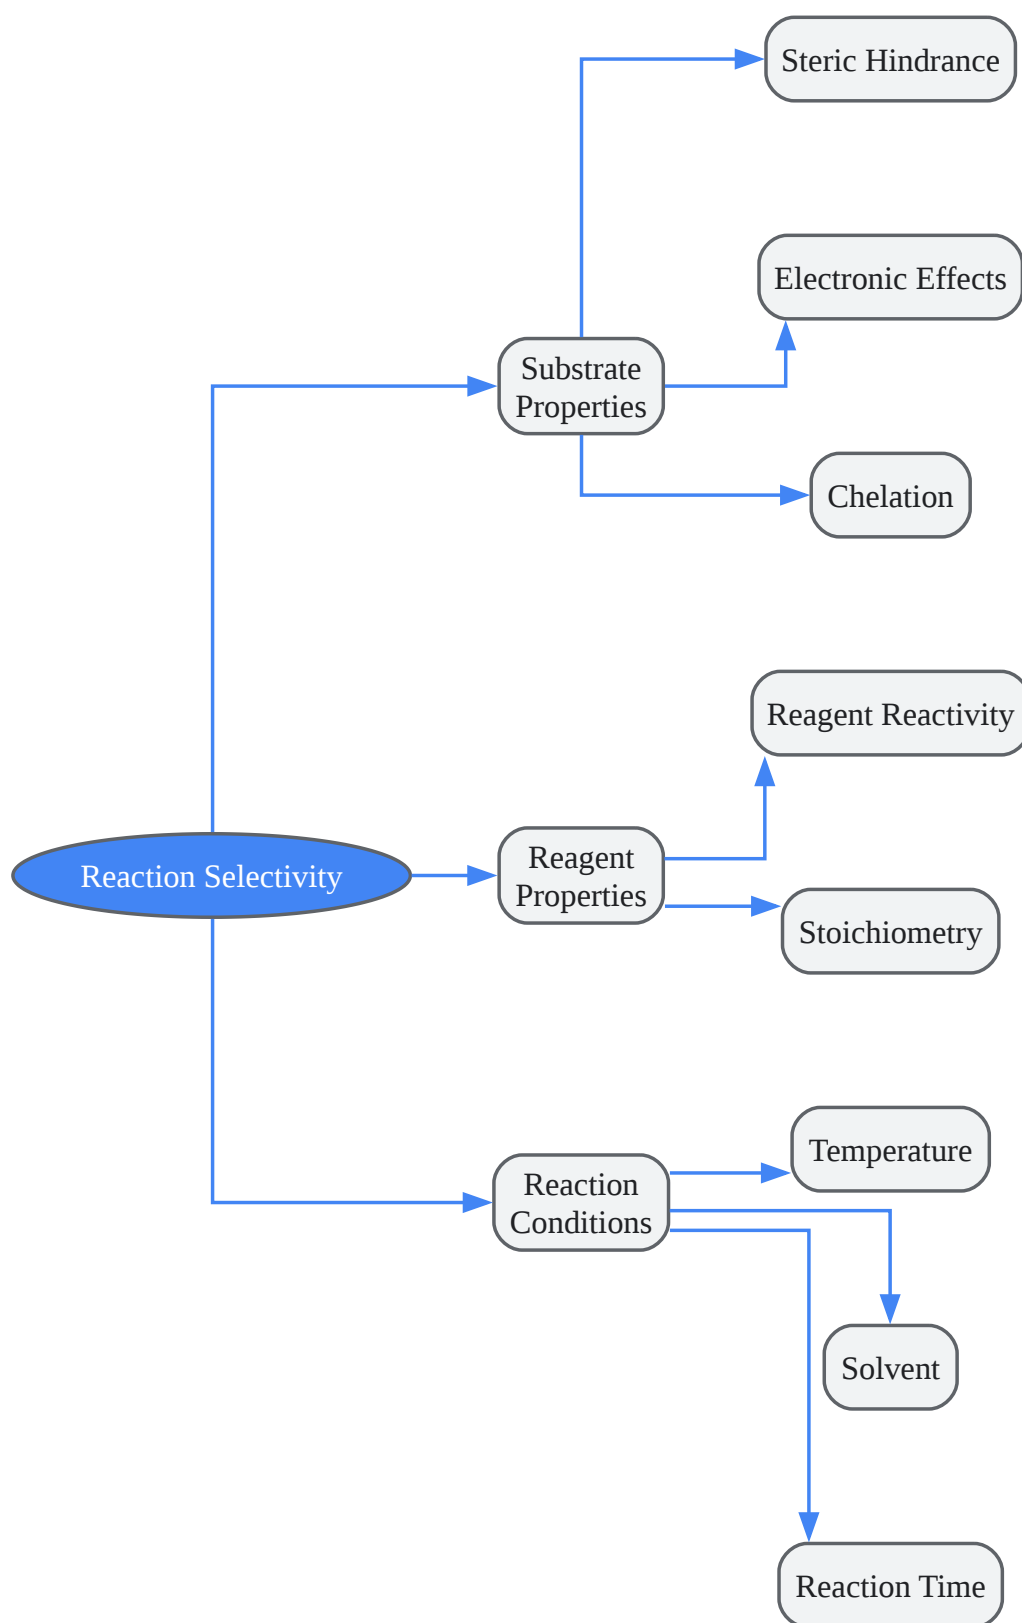 Steric Hindrance
Electronic Effects
Substrate
Properties
Chelation
Reagent Reactivity
Reaction Selectivity
Reagent
Properties
Stoichiometry
Temperature
Reaction
Conditions
Solvent
Reaction Time